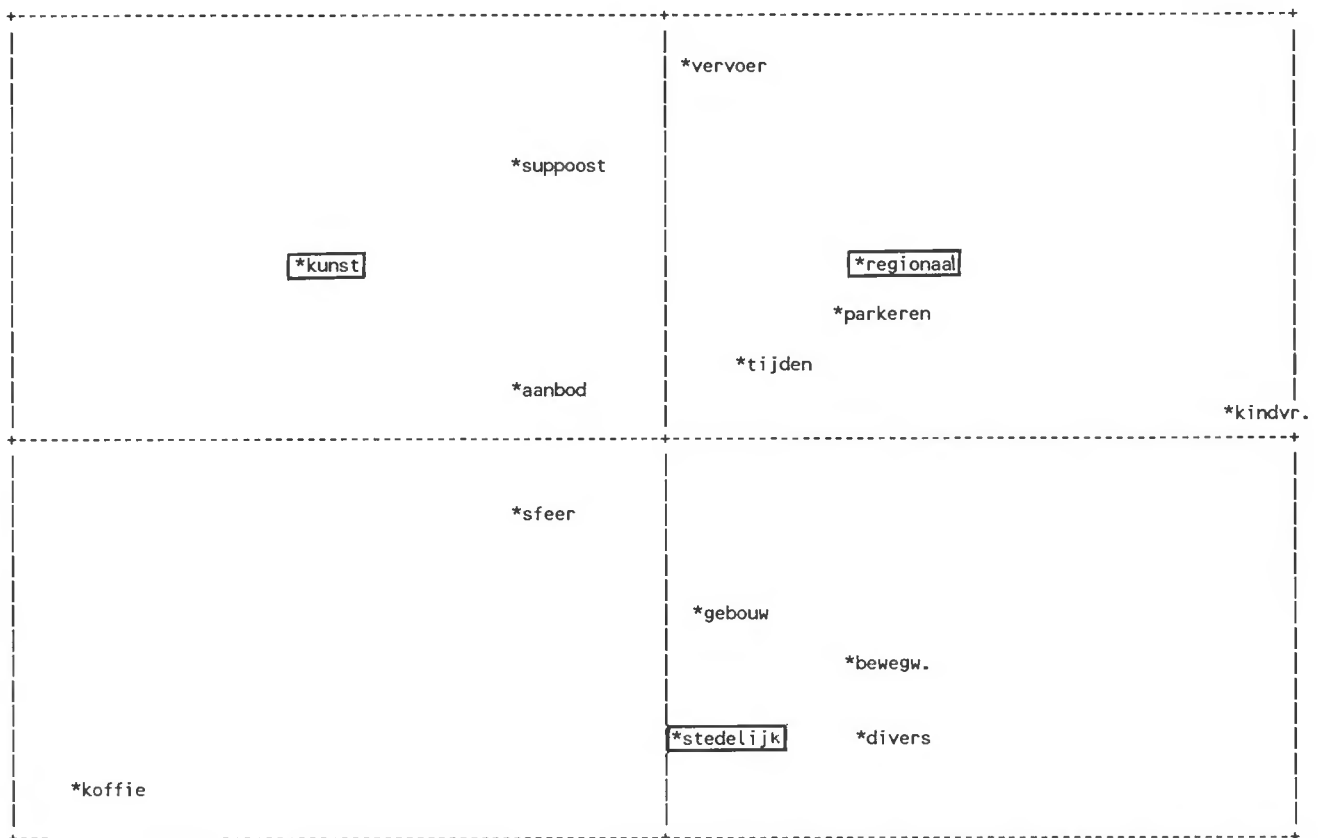 *vervoer
*suppoost
*kunst
*regionaal
*parkeren
*tijden
*aanbod
*kindvr.
*sfeer
*gebouw
*bewegw.
*stedelijk
*divers
*koffie